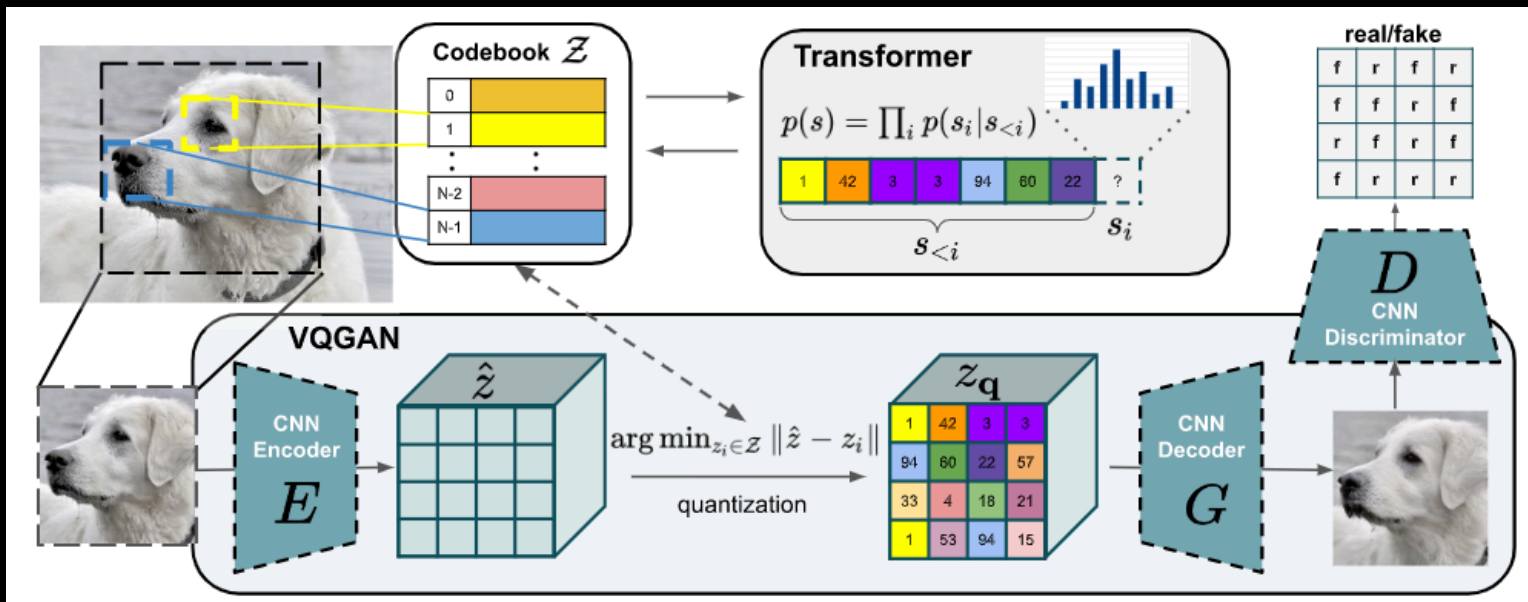 Codebook 𝒵
0
1
: :
N-2
N-1
Transformer
p(s) = ∏ᵢ p(sᵢ|s<ᵢ)
1 42 3 3 94 60 22 ?
s<ᵢ
sᵢ
real/fake
f r f r
f f r f
r f r f
f r r r
D
CNN
Discriminator
VQGAN
CNN
Encoder
E
ẑ
arg min_{zᵢ∈𝒵} ‖ẑ − zᵢ‖
quantization
z_q
1 42 3 3
94 60 22 57
33 4 18 21
1 53 94 15
CNN
Decoder
G